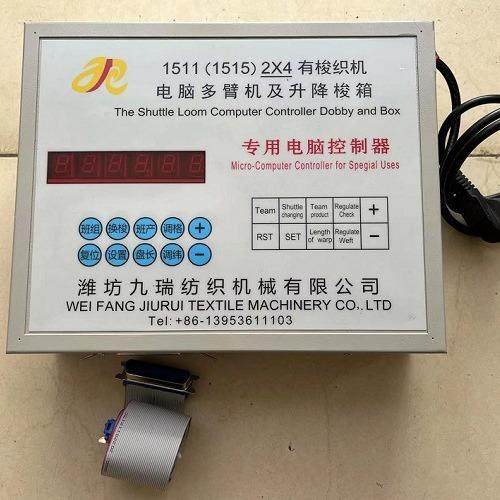 1511 (1515) 2X4 有梭织机
电脑多臂机及升降梭箱
The Shuttle Loom Computer Controller Dobby and Box
专用电脑控制器
Micro-Computer Controller for Spegial Uses
班组 换梭 班产 调格 +
复位 设置 盘长 调纬 −
Team Shuttle changing Team product Regulate Check +
RST SET Length of warp Regulate Weft −
潍坊九瑞纺织机械有限公司
WEI FANG JIURUI TEXTILE MACHINERY CO., LTD
Tel: +86-13953611103